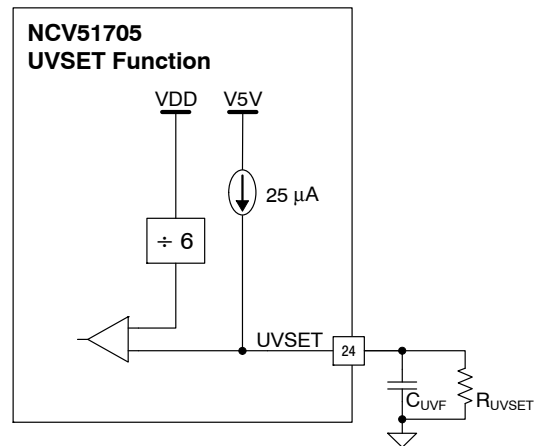 NCV51705
UVSET Function
VDD V5V
25 μA
÷ 6
UVSET
24
CUVF
RUVSET